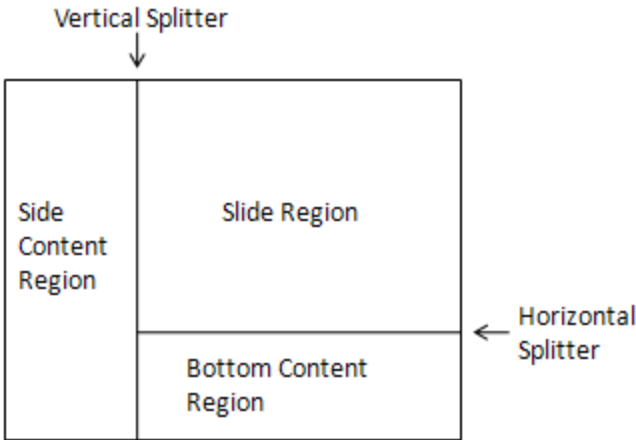 Vertical Splitter
Side
Content
Region
Slide Region
Horizontal
Splitter
Bottom Content
Region